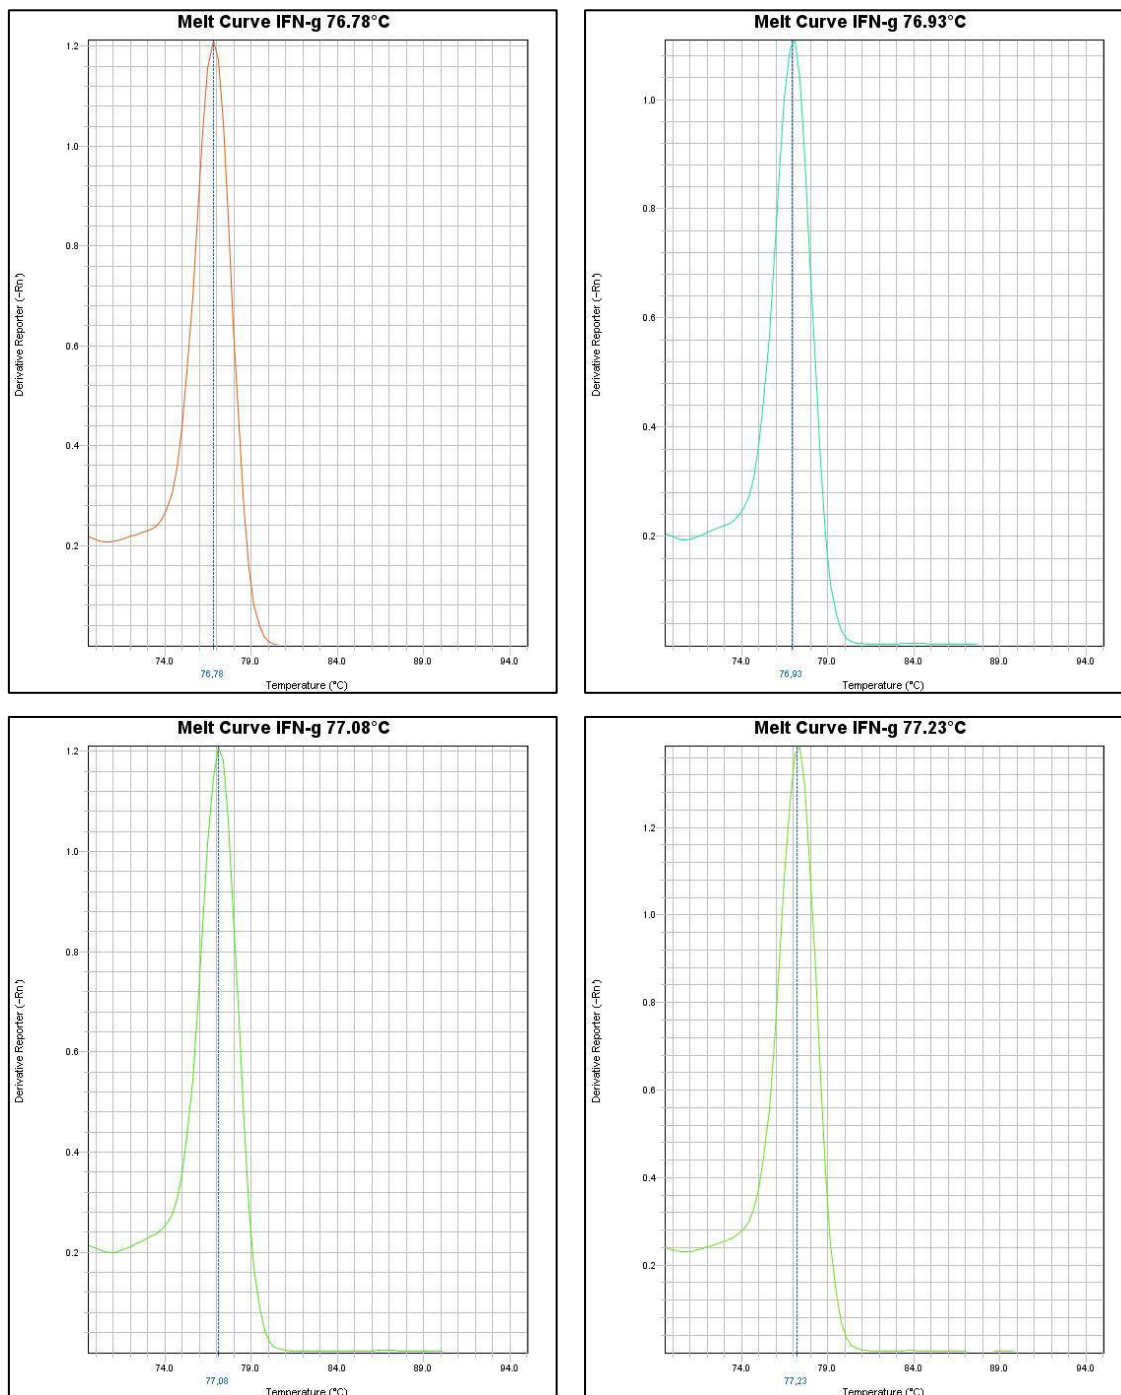 Melt Curve IFN-g 76.78°C
1.2
1.0
0.8
0.6
0.4
0.2
Derivative Reporter (-Rn')
74.0 79.0 84.0 89.0 94.0
76,78
Temperature (°C)
Melt Curve IFN-g 76.93°C
1.0
0.8
0.6
0.4
0.2
Derivative Reporter (-Rn')
74.0 79.0 84.0 89.0 94.0
76,93
Temperature (°C)
Melt Curve IFN-g 77.08°C
1.2
1.0
0.8
0.6
0.4
0.2
Derivative Reporter (-Rn')
74.0 79.0 84.0 89.0 94.0
77,08
Temperature (°C)
Melt Curve IFN-g 77.23°C
1.2
1.0
0.8
0.6
0.4
0.2
Derivative Reporter (-Rn')
74.0 79.0 84.0 89.0 94.0
77,23
Temperature (°C)